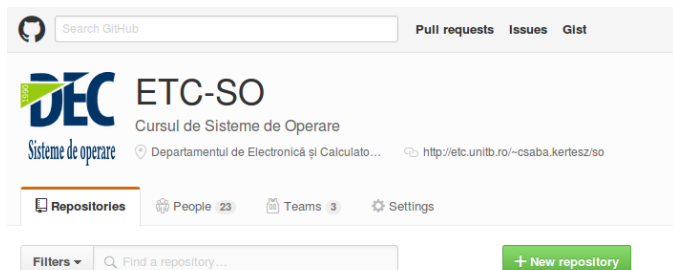 Search GitHub
Pull requests Issues Gist
1990 DEC
Sisteme de operare
ETC-SO
Cursul de Sisteme de Operare
Departamentul de Electronică și Calculato… http://etc.unitb.ro/~csaba.kertesz/so
Repositories People 23 Teams 3 Settings
Filters Find a repository… + New repository